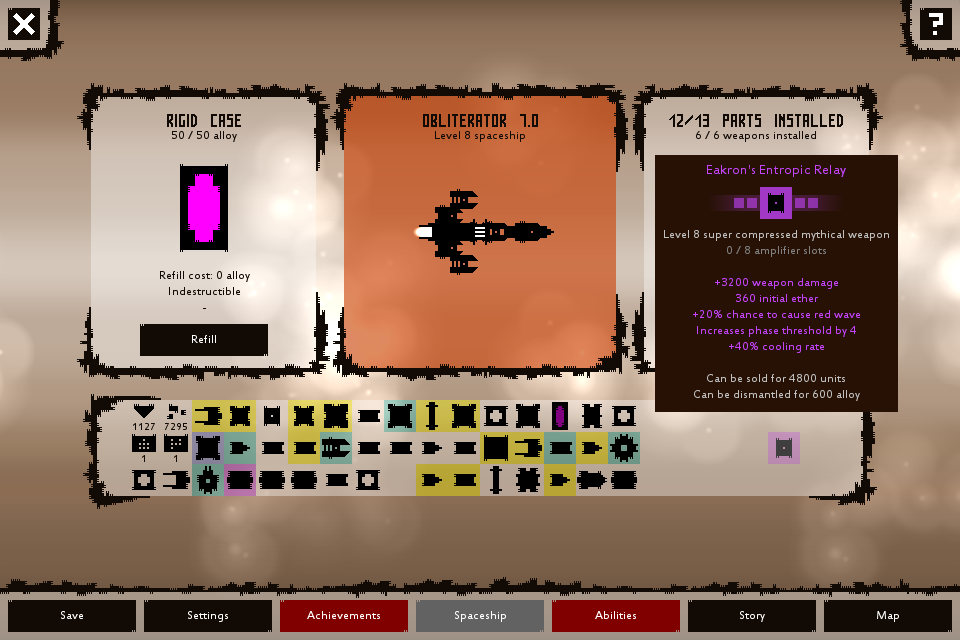 ?
RIGID CASE
50 / 50 alloy
Refill cost: 0 alloy
Indestructible
-
Refill
OBLITERATOR 7.0
Level 8 spaceship
12/13 PARTS INSTALLED
6 / 6 weapons installed
Eakron's Entropic Relay
Level 8 super compressed mythical weapon
0 / 8 amplifier slots
+3200 weapon damage
360 initial ether
+20% chance to cause red wave
Increases phase threshold by 4
+40% cooling rate
Can be sold for 4800 units
Can be dismantled for 600 alloy
1127 7295
1 1
Save Settings Achievements Spaceship Abilities Story Map